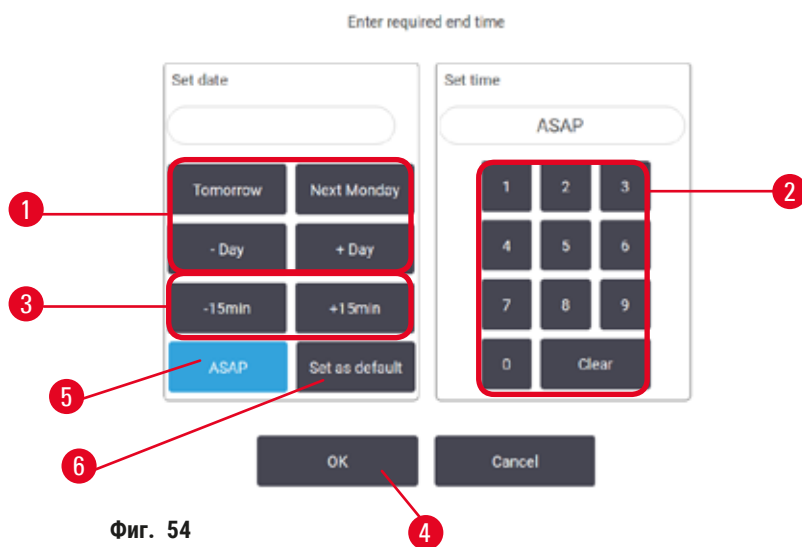 Enter required end time
Set date
Set time
ASAP
Tomorrow
Next Monday
- Day
+ Day
-15min
+15min
ASAP
Set as default
1
2
3
4
5
6
7
8
9
0
Clear
OK
Cancel
1
2
3
5
6
4
Фиг. 54